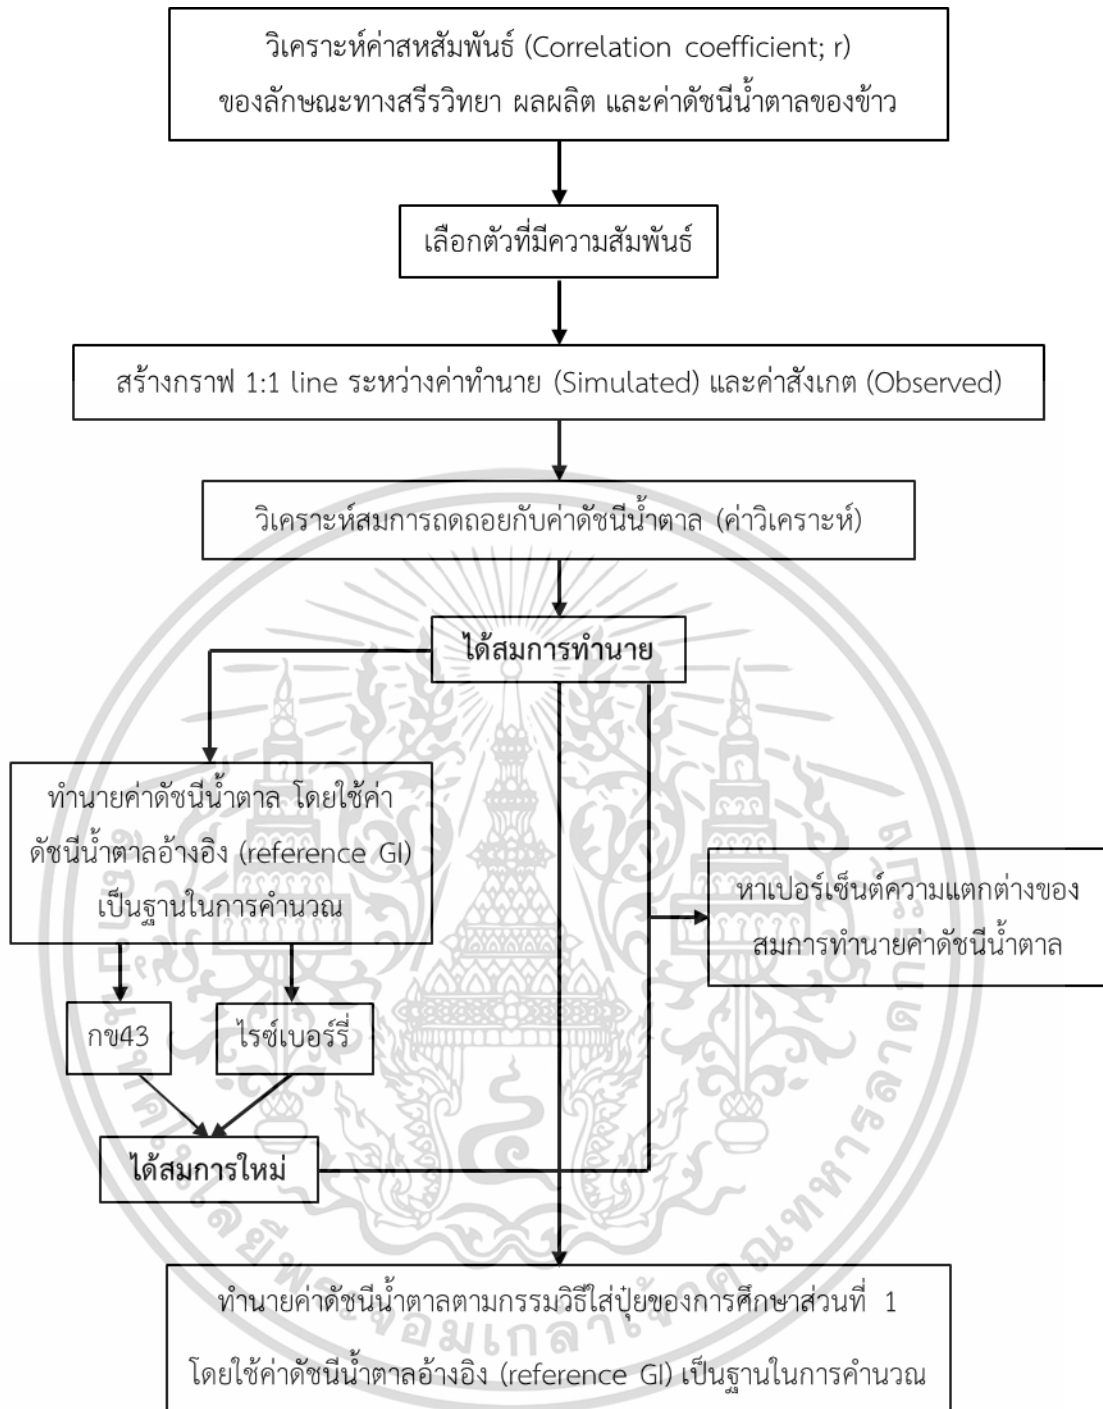 วิเคราะห์ค่าสหสัมพันธ์ (Correlation coefficient; r)
ของลักษณะทางสรีรวิทยา ผลผลิต และค่าดัชนีน้ำตาลของข้าว
เลือกตัวที่มีความสัมพันธ์
สร้างกราฟ 1:1 line ระหว่างค่าทำนาย (Simulated) และค่าสังเกต (Observed)
วิเคราะห์สมการถดถอยกับค่าดัชนีน้ำตาล (ค่าวิเคราะห์)
ได้สมการทำนาย
ทำนายค่าดัชนีน้ำตาล โดยใช้ค่า
ดัชนีน้ำตาลอ้างอิง (reference GI)
เป็นฐานในการคำนวณ
หาเปอร์เซ็นต์ความแตกต่างของ
สมการทำนายค่าดัชนีน้ำตาล
กข43
ไรซ์เบอร์รี่
ได้สมการใหม่
ทำนายค่าดัชนีน้ำตาลตามกรรมวิธีใส่ปุ๋ยของการศึกษาส่วนที่ 1
โดยใช้ค่าดัชนีน้ำตาลอ้างอิง (reference GI) เป็นฐานในการคำนวณ